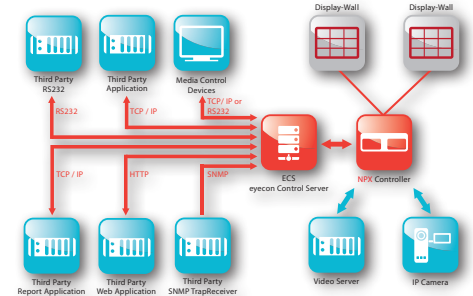 Display-Wall
Display-Wall
Third Party
RS232
Third Party
Application
Media Control
Devices
RS232
TCP / IP
TCP/ IP or
RS232
ECS
eyecon Control Server
NPX Controller
TCP / IP
HTTP
SNMP
Third Party
Report Application
Third Party
Web Application
Third Party
SNMP TrapReceiver
Video Server
IP Camera